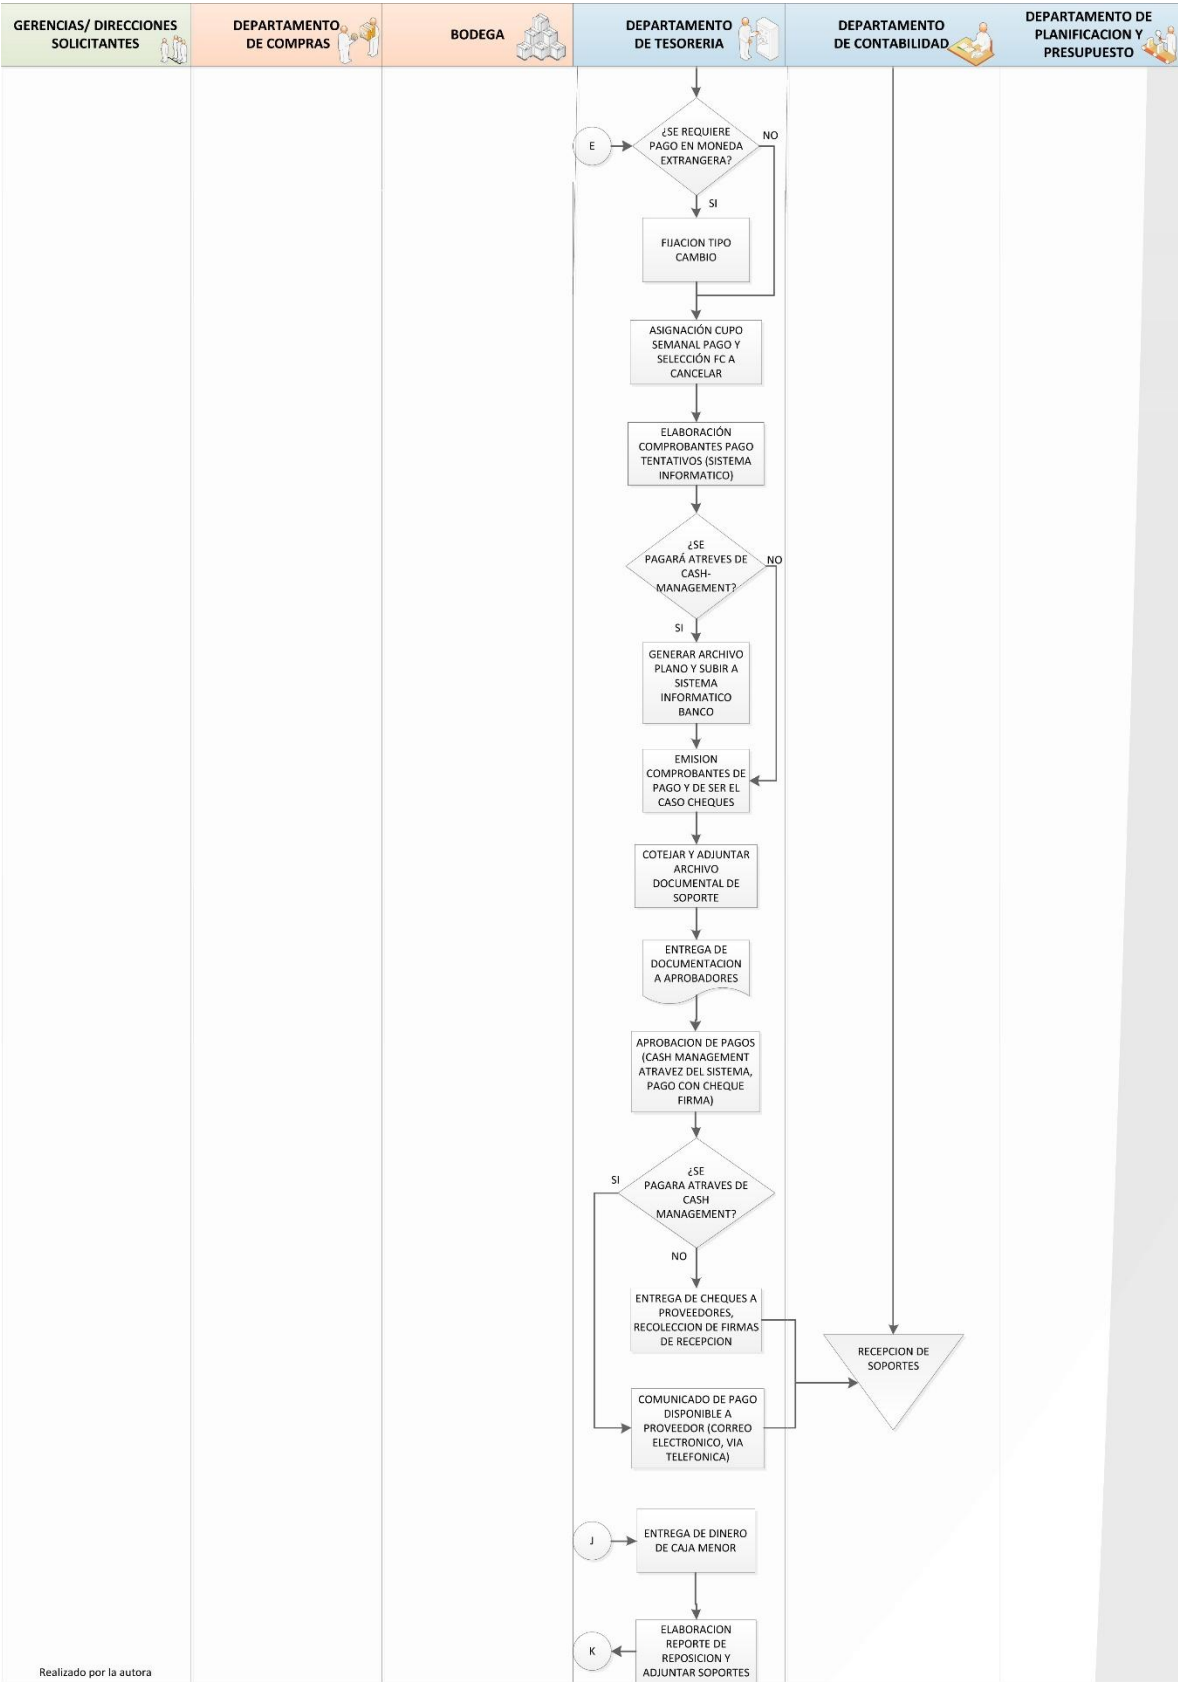 GERENCIAS/ DIRECCIONES
SOLICITANTES
DEPARTAMENTO
DE COMPRAS
BODEGA
DEPARTAMENTO
DE TESORERIA
DEPARTAMENTO
DE CONTABILIDAD
DEPARTAMENTO DE
PLANIFICACION Y
PRESUPUESTO
E
¿SE REQUIERE
PAGO EN MONEDA
EXTRANGERA?
NO
SI
FIJACION TIPO
CAMBIO
ASIGNACIÓN CUPO
SEMANAL PAGO Y
SELECCIÓN FC A
CANCELAR
ELABORACIÓN
COMPROBANTES PAGO
TENTATIVOS (SISTEMA
INFORMATICO)
¿SE
PAGARÁ ATREVES DE
CASH-
MANAGEMENT?
NO
SI
GENERAR ARCHIVO
PLANO Y SUBIR A
SISTEMA
INFORMATICO
BANCO
EMISION
COMPROBANTES DE
PAGO Y DE SER EL
CASO CHEQUES
COTEJAR Y ADJUNTAR
ARCHIVO
DOCUMENTAL DE
SOPORTE
ENTREGA DE
DOCUMENTACION
A APROBADORES
APROBACION DE PAGOS
(CASH MANAGEMENT
ATRAVEZ DEL SISTEMA,
PAGO CON CHEQUE
FIRMA)
¿SE
PAGARA ATRAVES DE
CASH
MANAGEMENT?
SI
NO
ENTREGA DE CHEQUES A
PROVEEDORES,
RECOLECCION DE FIRMAS
DE RECEPCION
RECEPCION DE
SOPORTES
COMUNICADO DE PAGO
DISPONIBLE A
PROVEEDOR (CORREO
ELECTRONICO, VIA
TELEFONICA)
J
ENTREGA DE DINERO
DE CAJA MENOR
K
ELABORACION
REPORTE DE
REPOSICION Y
ADJUNTAR SOPORTES
Realizado por la autora